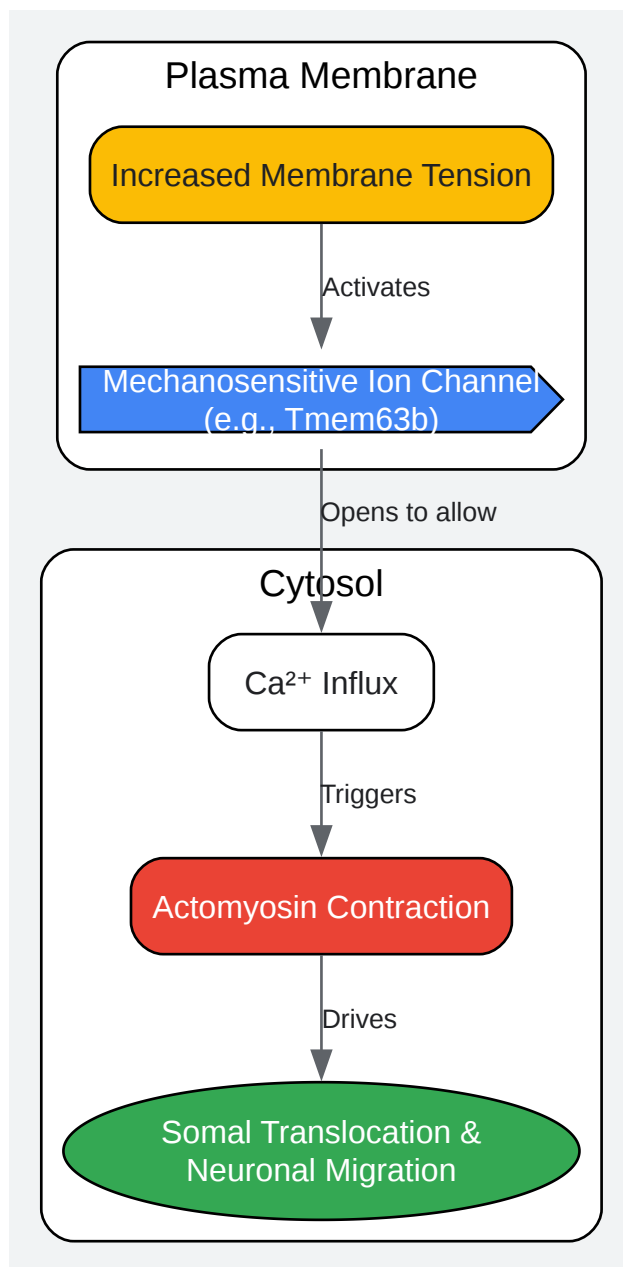 Plasma Membrane
Increased Membrane Tension
Activates
Mechanosensitive Ion Channel
(e.g., Tmem63b)
Opens to allow
Cytosol
Ca²⁺ Influx
Triggers
Actomyosin Contraction
Drives
Somal Translocation &
Neuronal Migration